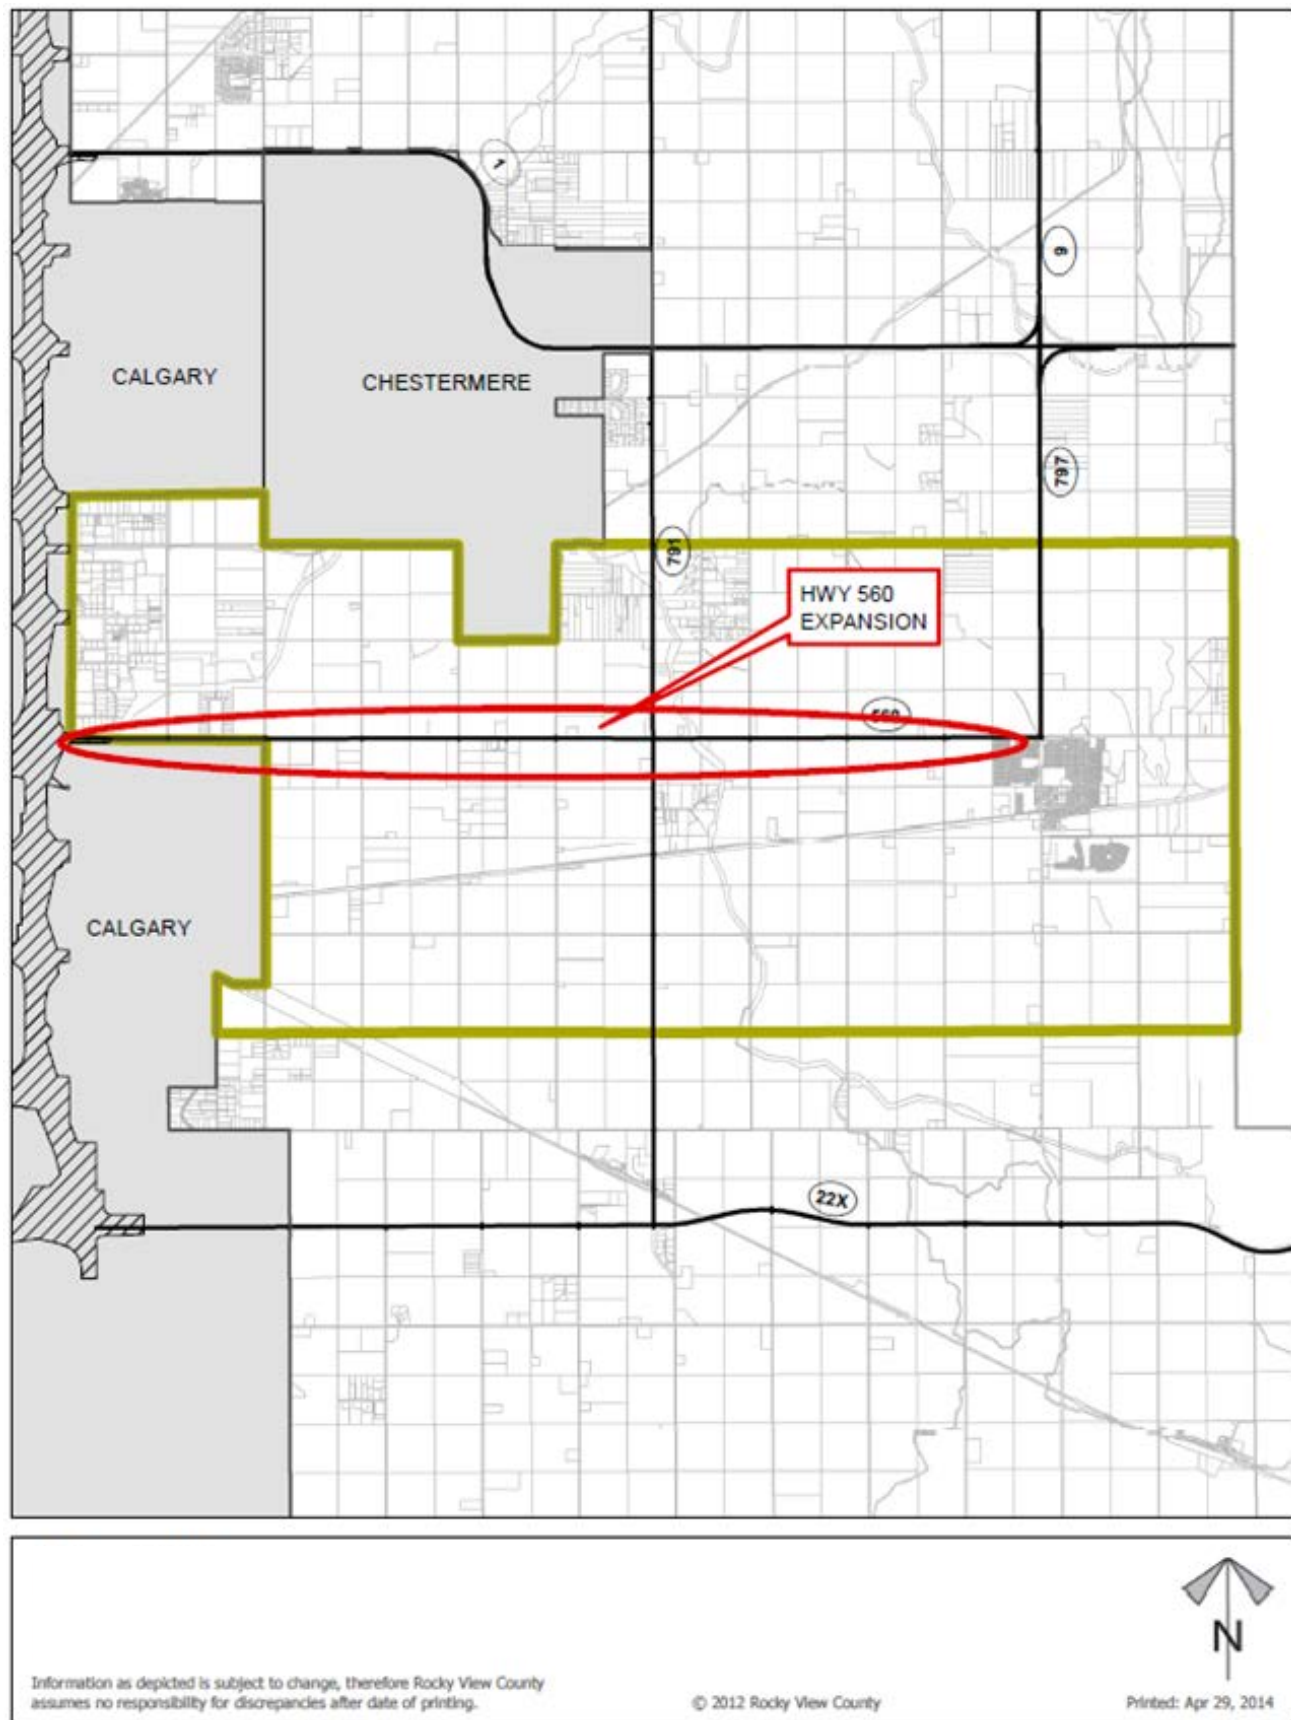 1
9
CALGARY
CHESTERMERE
797
791
HWY 560
EXPANSION
560
CALGARY
22X
N
Information as depicted is subject to change, therefore Rocky View County
assumes no responsibility for discrepancies after date of printing.
© 2012 Rocky View County
Printed: Apr 29, 2014